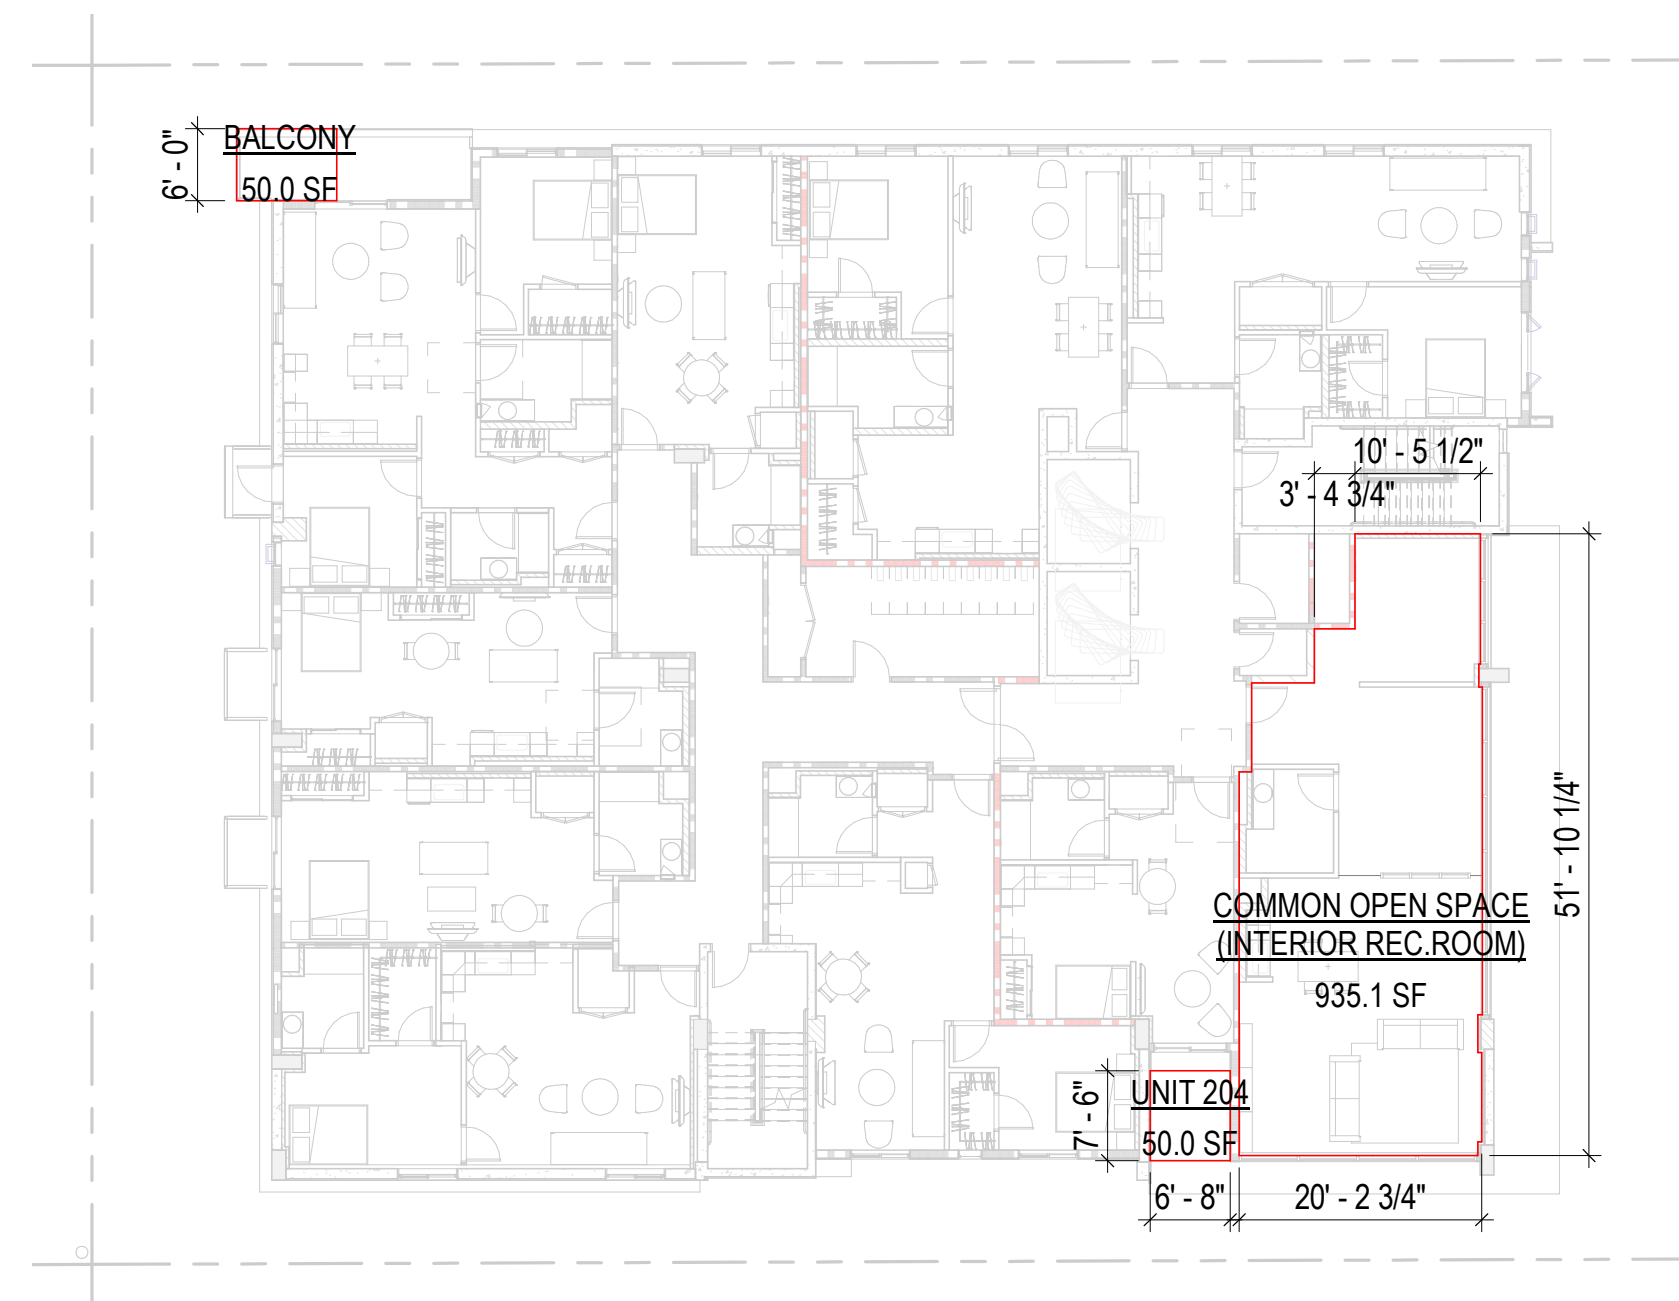 BALCONY
6' - 0"
50.0 SF
10' - 5 1/2"
3' - 4 3/4"
51' - 10 1/4"
COMMON OPEN SPACE
(INTERIOR REC.ROOM)
935.1 SF
UNIT 204
7' - 6"
50.0 SF
6' - 8"
20' - 2 3/4"